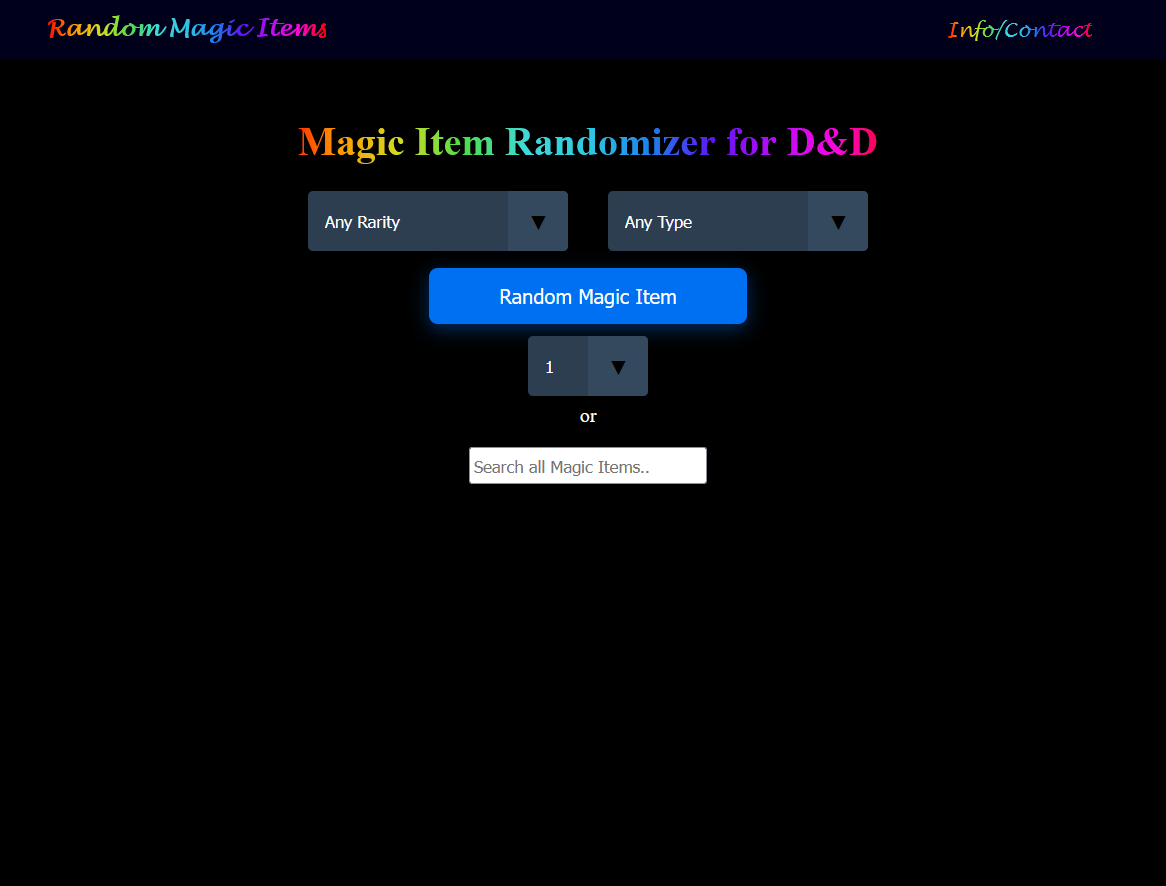 Random Magic Items
Info/Contact
Magic Item Randomizer for D&D
Any Rarity ▼
Any Type ▼
Random Magic Item
1 ▼
or
Search all Magic Items..